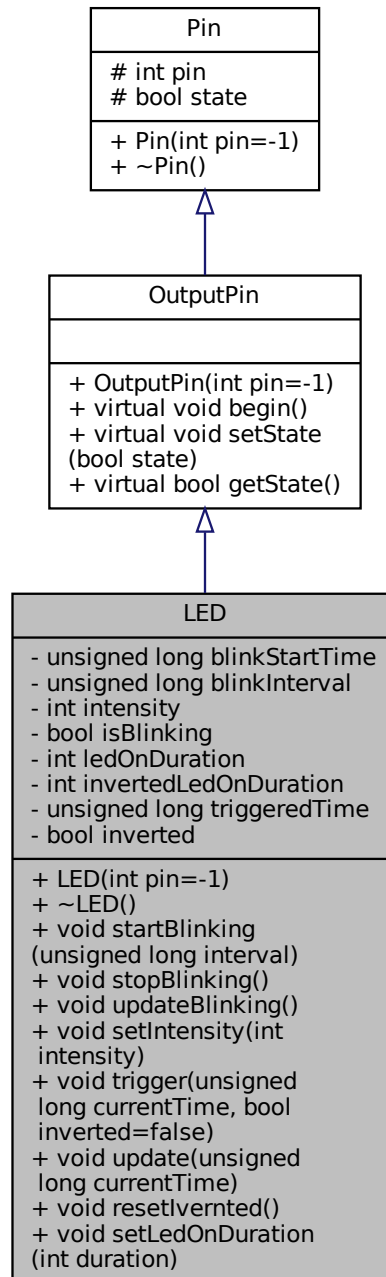 Pin
# int pin
# bool state
+ Pin(int pin=-1)
+ ~Pin()
OutputPin
+ OutputPin(int pin=-1)
+ virtual void begin()
+ virtual void setState
(bool state)
+ virtual bool getState()
LED
- unsigned long blinkStartTime
- unsigned long blinkInterval
- int intensity
- bool isBlinking
- int ledOnDuration
- int invertedLedOnDuration
- unsigned long triggeredTime
- bool inverted
+ LED(int pin=-1)
+ ~LED()
+ void startBlinking
(unsigned long interval)
+ void stopBlinking()
+ void updateBlinking()
+ void setIntensity(int
intensity)
+ void trigger(unsigned
long currentTime, bool
inverted=false)
+ void update(unsigned
long currentTime)
+ void resetIvernted()
+ void setLedOnDuration
(int duration)